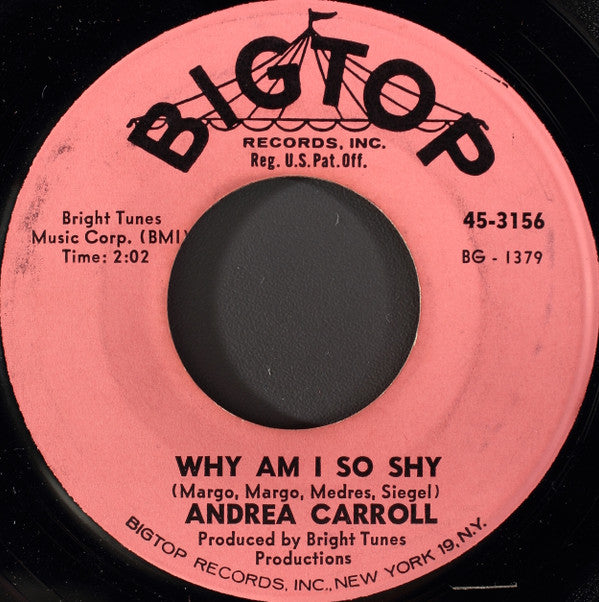 BIGTOP
RECORDS, INC.
Reg. U.S. Pat. Off.
Bright Tunes
Music Corp. (BMI)
Time: 2:02
45-3156
BG - 1379
WHY AM I SO SHY
(Margo, Margo, Medres, Siegel)
ANDREA CARROLL
Produced by Bright Tunes
Productions
BIGTOP RECORDS, INC., NEW YORK 19, N.Y.